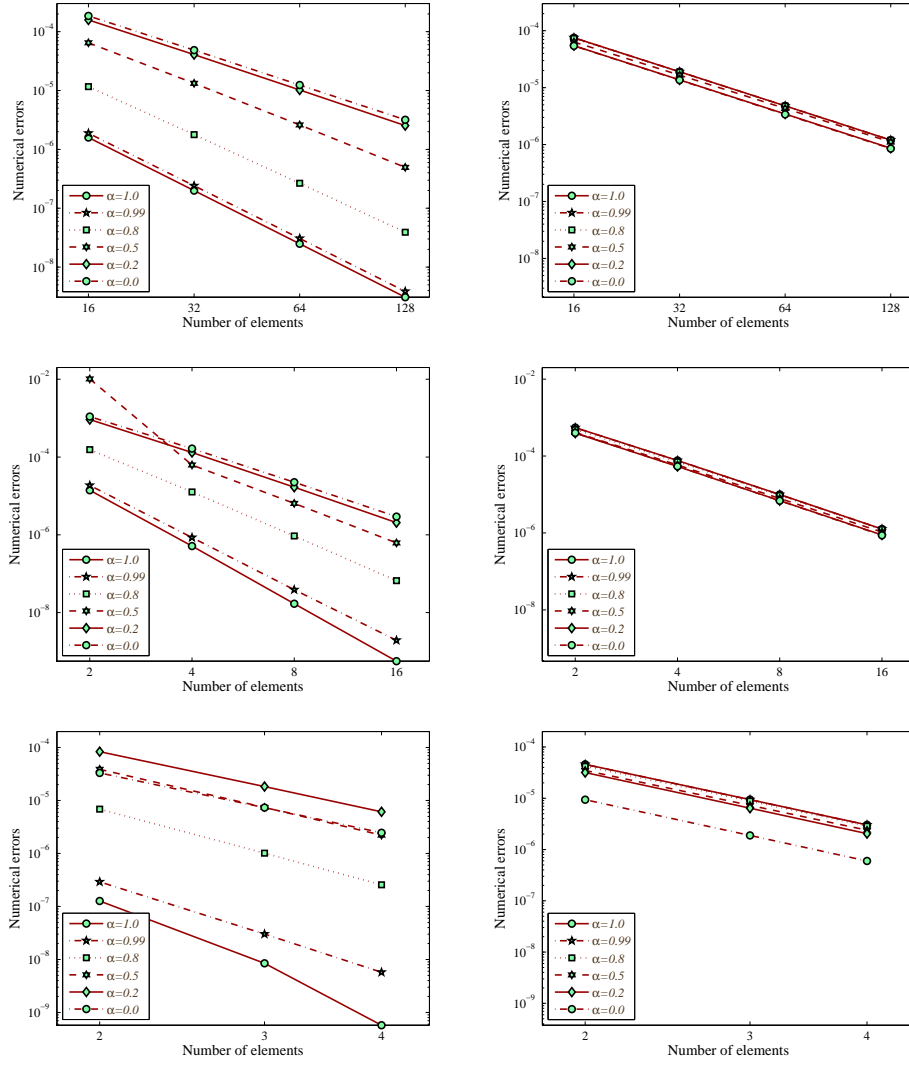 10^-4
10^-5
10^-6
10^-7
10^-8
Numerical errors
α=1.0
α=0.99
α=0.8
α=0.5
α=0.2
α=0.0
16 32 64 128
Number of elements
10^-4
10^-5
10^-6
10^-7
10^-8
Numerical errors
α=1.0
α=0.99
α=0.8
α=0.5
α=0.2
α=0.0
16 32 64 128
Number of elements
10^-2
10^-4
10^-6
10^-8
Numerical errors
α=1.0
α=0.99
α=0.8
α=0.5
α=0.2
α=0.0
2 4 8 16
Number of elements
10^-2
10^-4
10^-6
10^-8
Numerical errors
α=1.0
α=0.99
α=0.8
α=0.5
α=0.2
α=0.0
2 4 8 16
Number of elements
10^-4
10^-5
10^-6
10^-7
10^-8
10^-9
Numerical errors
α=1.0
α=0.99
α=0.8
α=0.5
α=0.2
α=0.0
2 3 4
Number of elements
10^-4
10^-5
10^-6
10^-7
10^-8
10^-9
Numerical errors
α=1.0
α=0.99
α=0.8
α=0.5
α=0.2
α=0.0
2 3 4
Number of elements